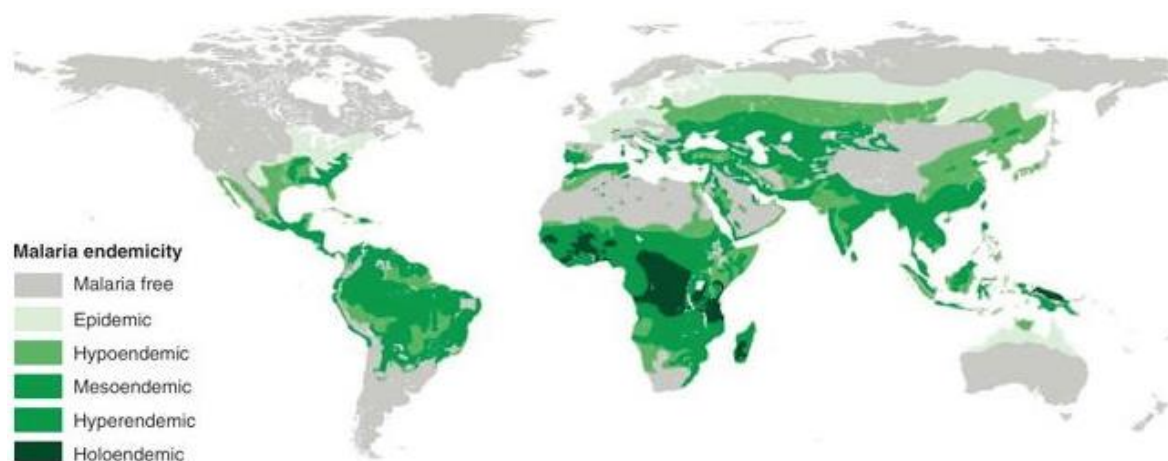 Malaria endemicity
Malaria free
Epidemic
Hypoendemic
Mesoendemic
Hyperendemic
Holoendemic